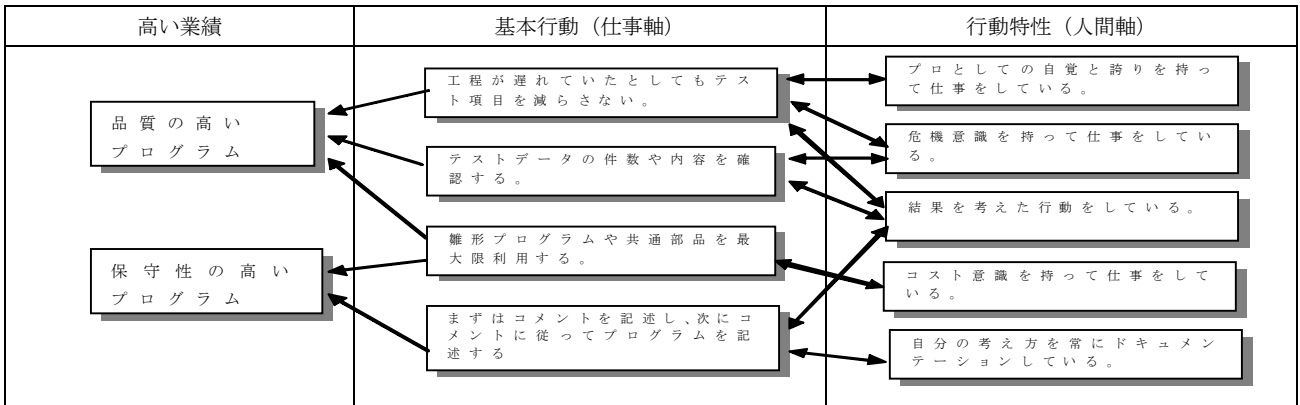 高い業績
基本行動（仕事軸）
行動特性（人間軸）
品質の高い
プログラム
保守性の高い
プログラム
工程が遅れていたとしてもテス
ト項目を減らさない。
テストデータの件数や内容を確
認する。
雛形プログラムや共通部品を最
大限利用する。
まずはコメントを記述し、次にコ
メントに従ってプログラムを記
述する
プロとしての自覚と誇りを持っ
て仕事をしている。
危機意識を持って仕事をしてい
る。
結果を考えた行動をしている。
コスト意識を持って仕事をして
いる。
自分の考え方を常にドキュメン
テーションしている。